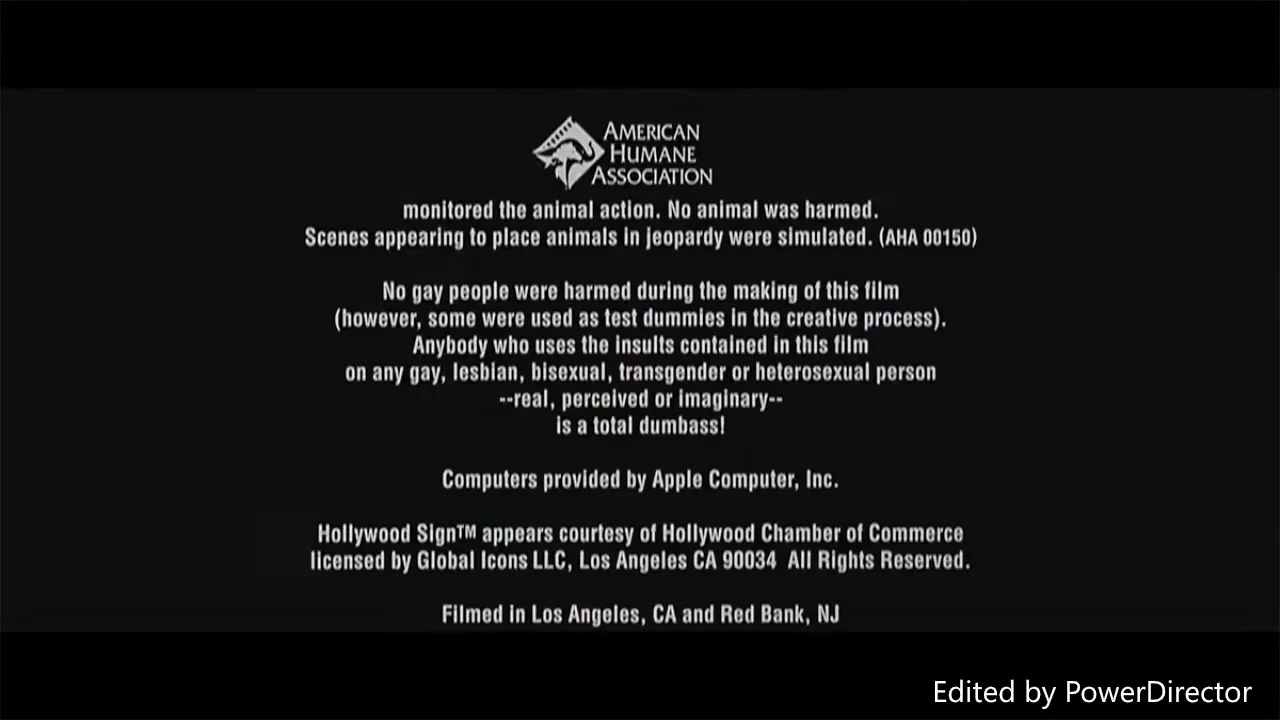 AMERICAN
HUMANE
ASSOCIATION
monitored the animal action. No animal was harmed.
Scenes appearing to place animals in jeopardy were simulated. (AHA 00150)
No gay people were harmed during the making of this film
(however, some were used as test dummies in the creative process).
Anybody who uses the insults contained in this film
on any gay, lesbian, bisexual, transgender or heterosexual person
--real, perceived or imaginary--
is a total dumbass!
Computers provided by Apple Computer, Inc.
Hollywood Sign™ appears courtesy of Hollywood Chamber of Commerce
licensed by Global Icons LLC, Los Angeles CA 90034  All Rights Reserved.
Filmed in Los Angeles, CA and Red Bank, NJ
Edited by PowerDirector